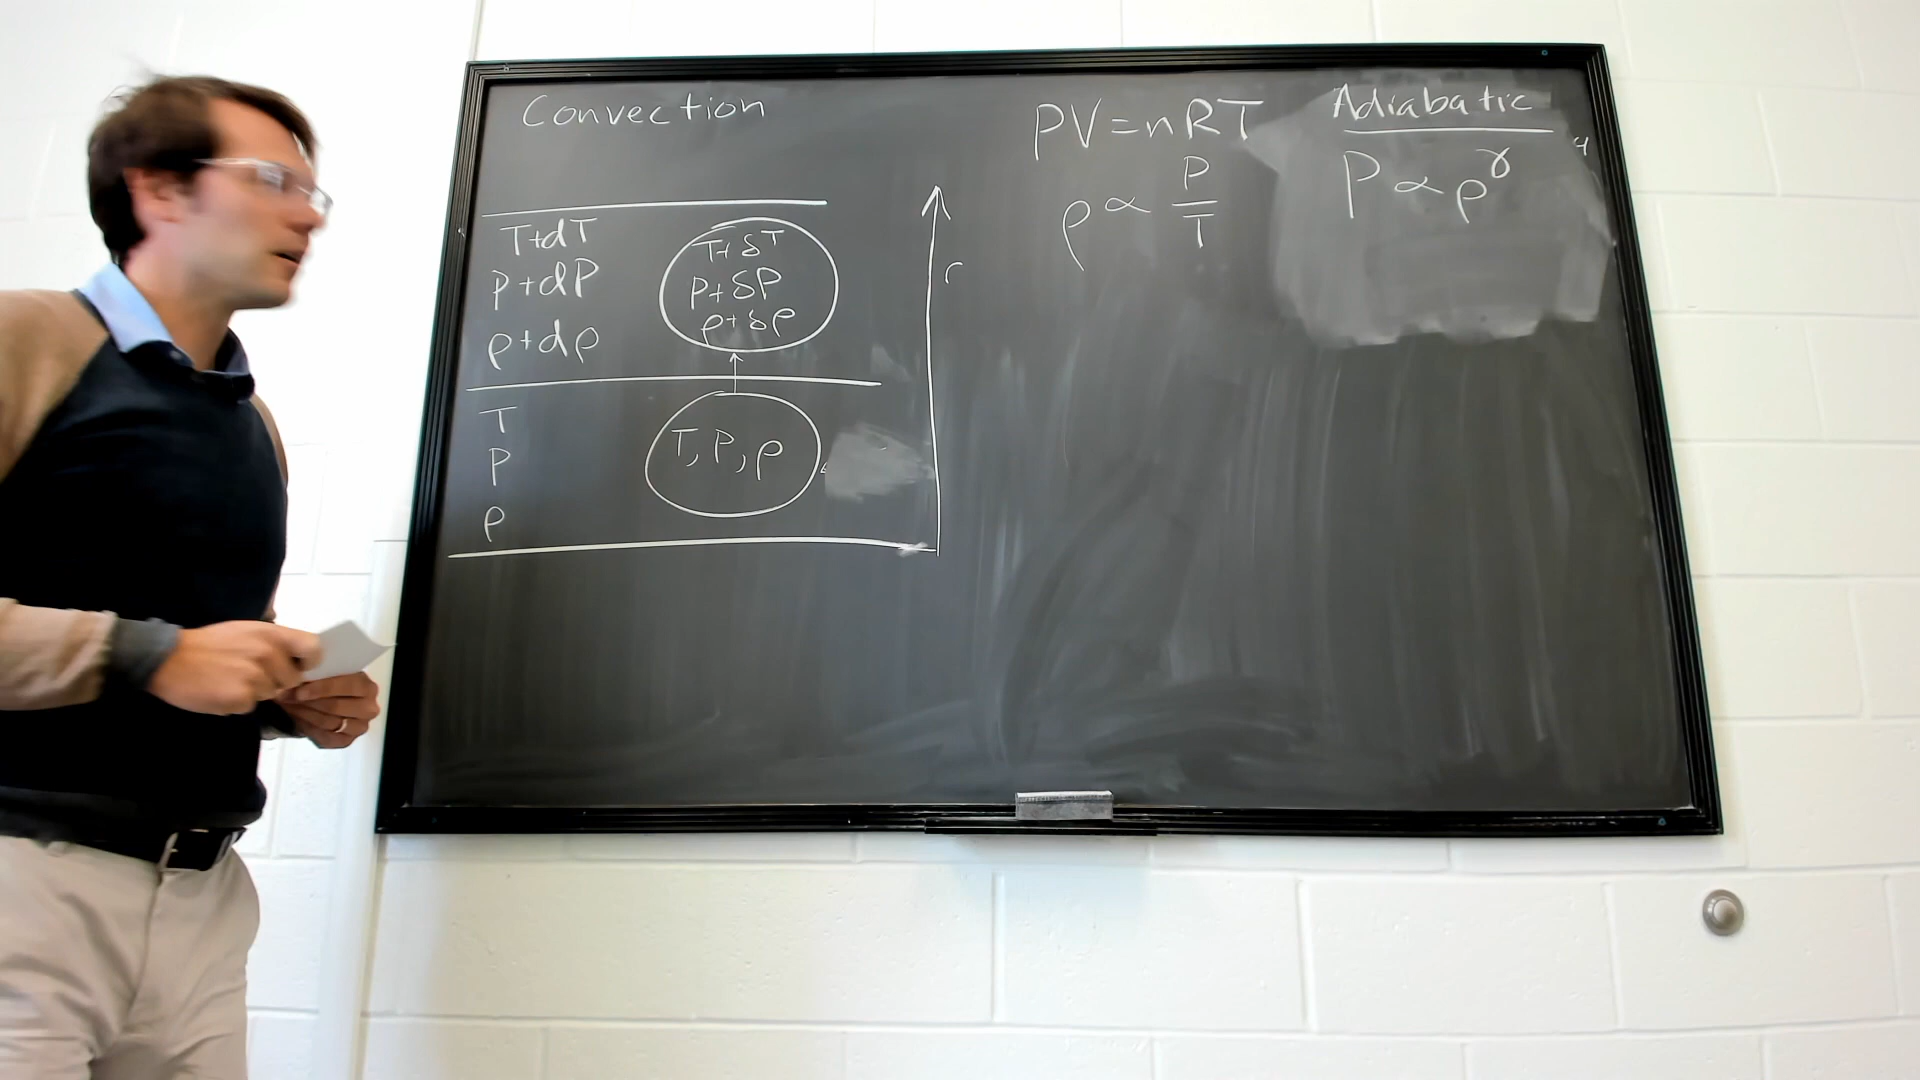 Convection
T+dT
P+dP
ρ+dρ
T+δT
P+δP
ρ+δρ
T
P
ρ
T, P, ρ
r
PV=nRT
ρ ∝ P/T
Adiabatic
P ∝ ρ^γ